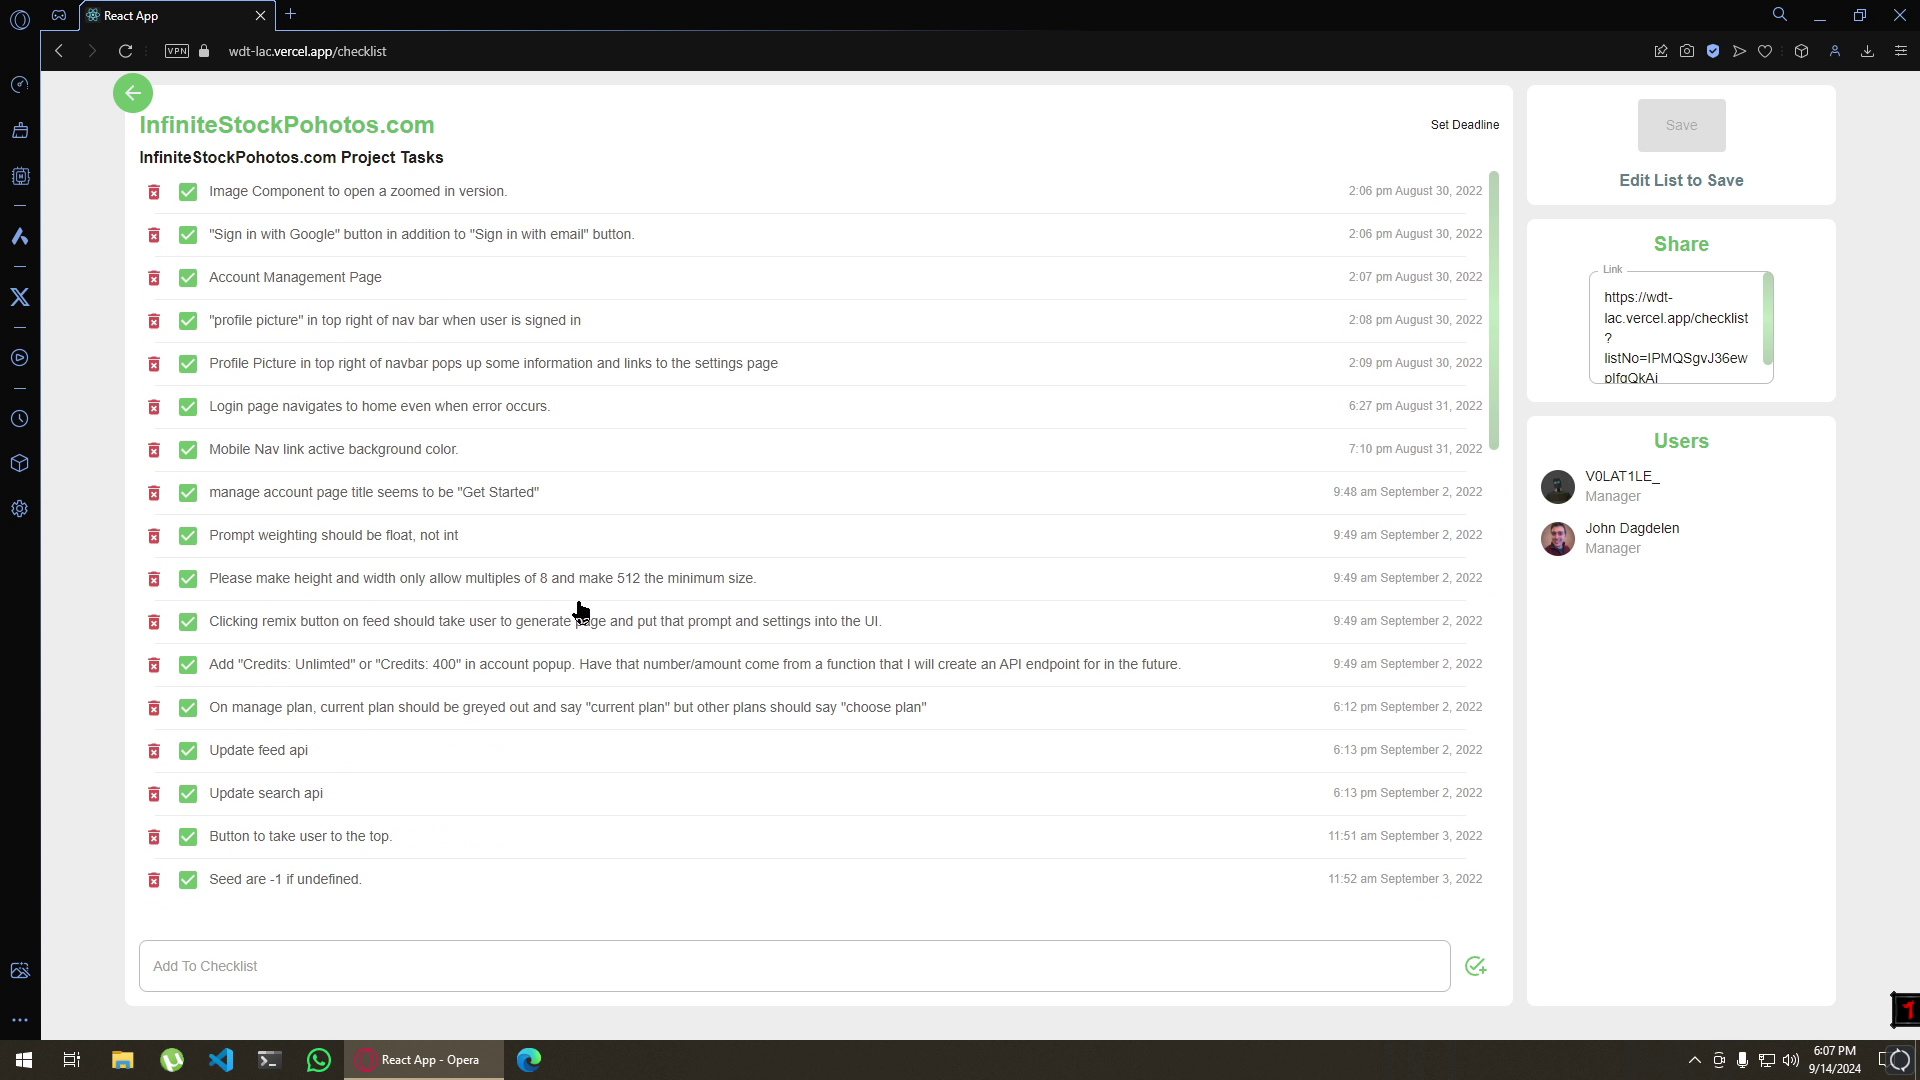 React App
VPN
wdt-lac.vercel.app/checklist
InfiniteStockPohotos.com
Set Deadline
InfiniteStockPohotos.com Project Tasks
Image Component to open a zoomed in version. 2:06 pm August 30, 2022
"Sign in with Google" button in addition to "Sign in with email" button. 2:06 pm August 30, 2022
Account Management Page 2:07 pm August 30, 2022
"profile picture" in top right of nav bar when user is signed in 2:08 pm August 30, 2022
Profile Picture in top right of navbar pops up some information and links to the settings page 2:09 pm August 30, 2022
Login page navigates to home even when error occurs. 6:27 pm August 31, 2022
Mobile Nav link active background color. 7:10 pm August 31, 2022
manage account page title seems to be "Get Started" 9:48 am September 2, 2022
Prompt weighting should be float, not int 9:49 am September 2, 2022
Please make height and width only allow multiples of 8 and make 512 the minimum size. 9:49 am September 2, 2022
Clicking remix button on feed should take user to generate page and put that prompt and settings into the UI. 9:49 am September 2, 2022
Add "Credits: Unlimted" or "Credits: 400" in account popup. Have that number/amount come from a function that I will create an API endpoint for in the future. 9:49 am September 2, 2022
On manage plan, current plan should be greyed out and say "current plan" but other plans should say "choose plan" 6:12 pm September 2, 2022
Update feed api 6:13 pm September 2, 2022
Update search api 6:13 pm September 2, 2022
Button to take user to the top. 11:51 am September 3, 2022
Seed are -1 if undefined. 11:52 am September 3, 2022
Add To Checklist
Save
Edit List to Save
Share
Link
https://wdt-
lac.vercel.app/checklist
?
listNo=IPMQSgvJ36ew
pIfqQkAi
Users
V0LAT1LE_
Manager
John Dagdelen
Manager
React App - Opera
6:07 PM
9/14/2024